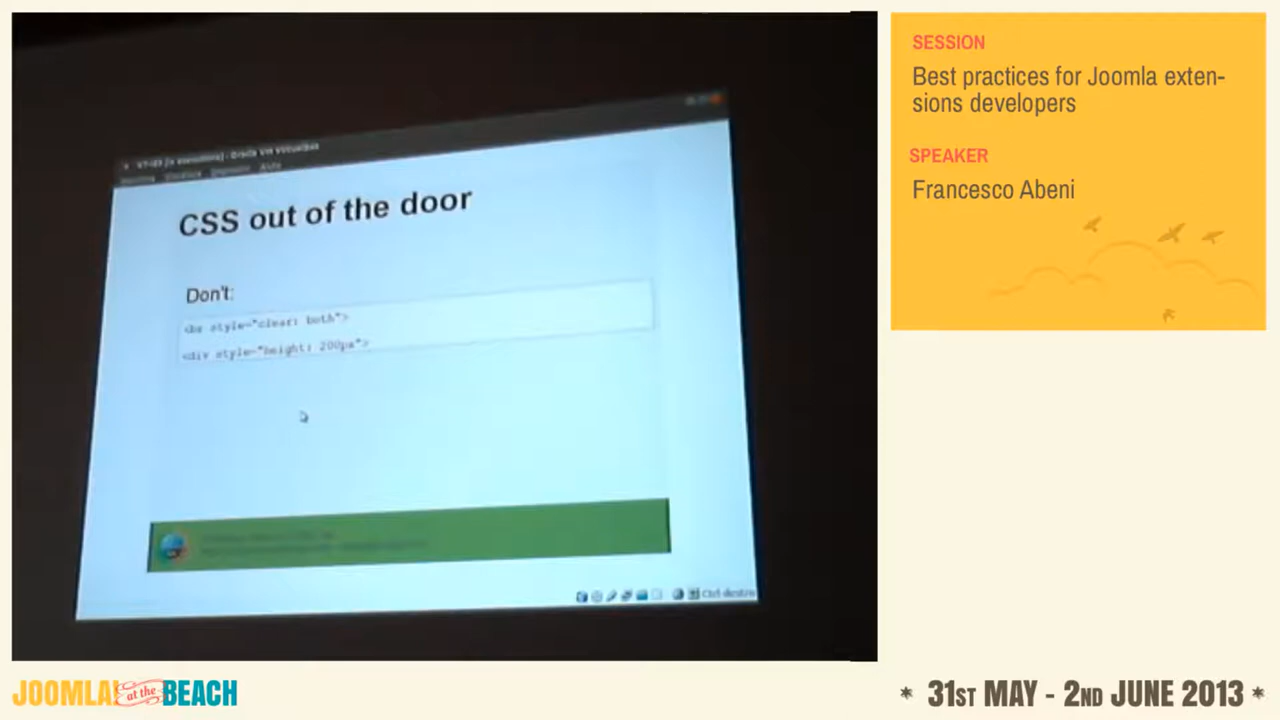 SESSION
Best practices for Joomla exten-
sions developers
SPEAKER
Francesco Abeni
CSS out of the door
Don't:
<br style="clear: both">
<div style="height: 200px">
JOOMLA! at the BEACH
* 31ST MAY - 2ND JUNE 2013 *